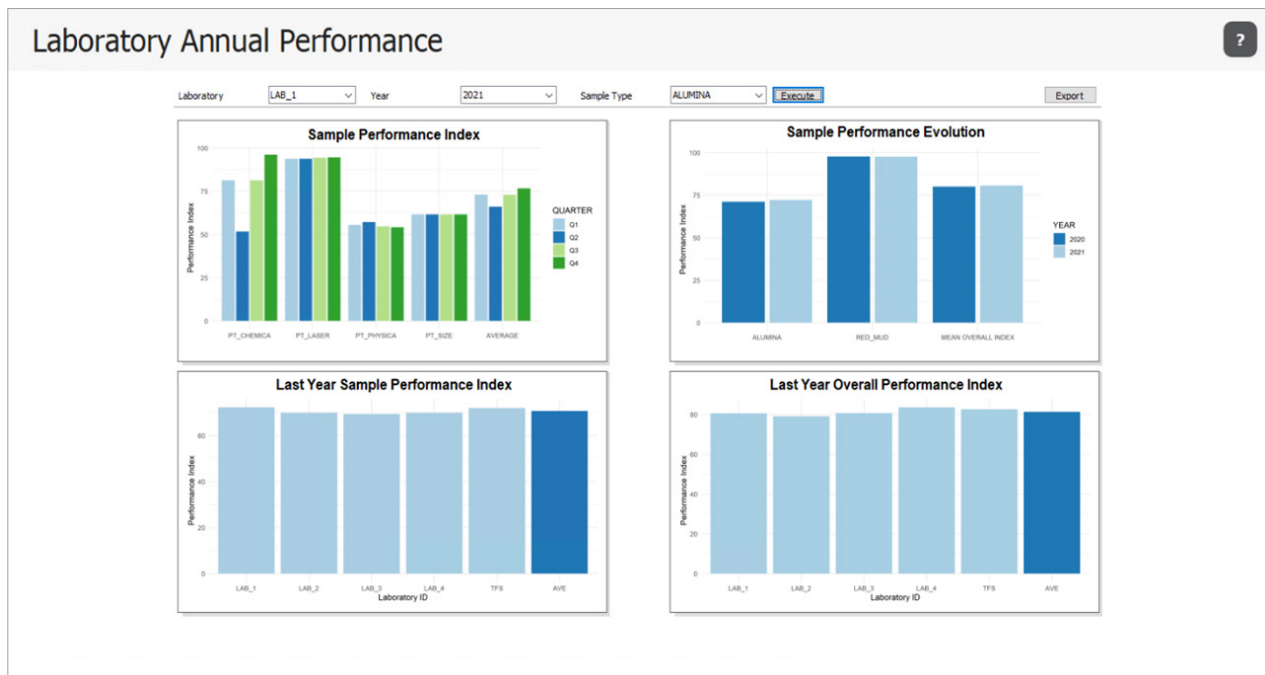 Laboratory Annual Performance
?
Laboratory LAB_1 Year 2021 Sample Type ALUMINA Execute Export
Sample Performance Index
Performance Index
100
75
50
25
0
PT_CHEMICA PT_LASER PT_PHYSICA PT_SIZE AVERAGE
QUARTER
Q1
Q2
Q3
Q4
Sample Performance Evolution
Performance Index
100
75
50
25
0
ALUMINA RED_MUD MEAN OVERALL INDEX
YEAR
2020
2021
Last Year Sample Performance Index
Performance Index
60
40
20
0
LAB_1 LAB_2 LAB_3 LAB_4 TFS AVE
Laboratory ID
Last Year Overall Performance Index
Performance Index
80
60
40
20
0
LAB_1 LAB_2 LAB_3 LAB_4 TFS AVE
Laboratory ID